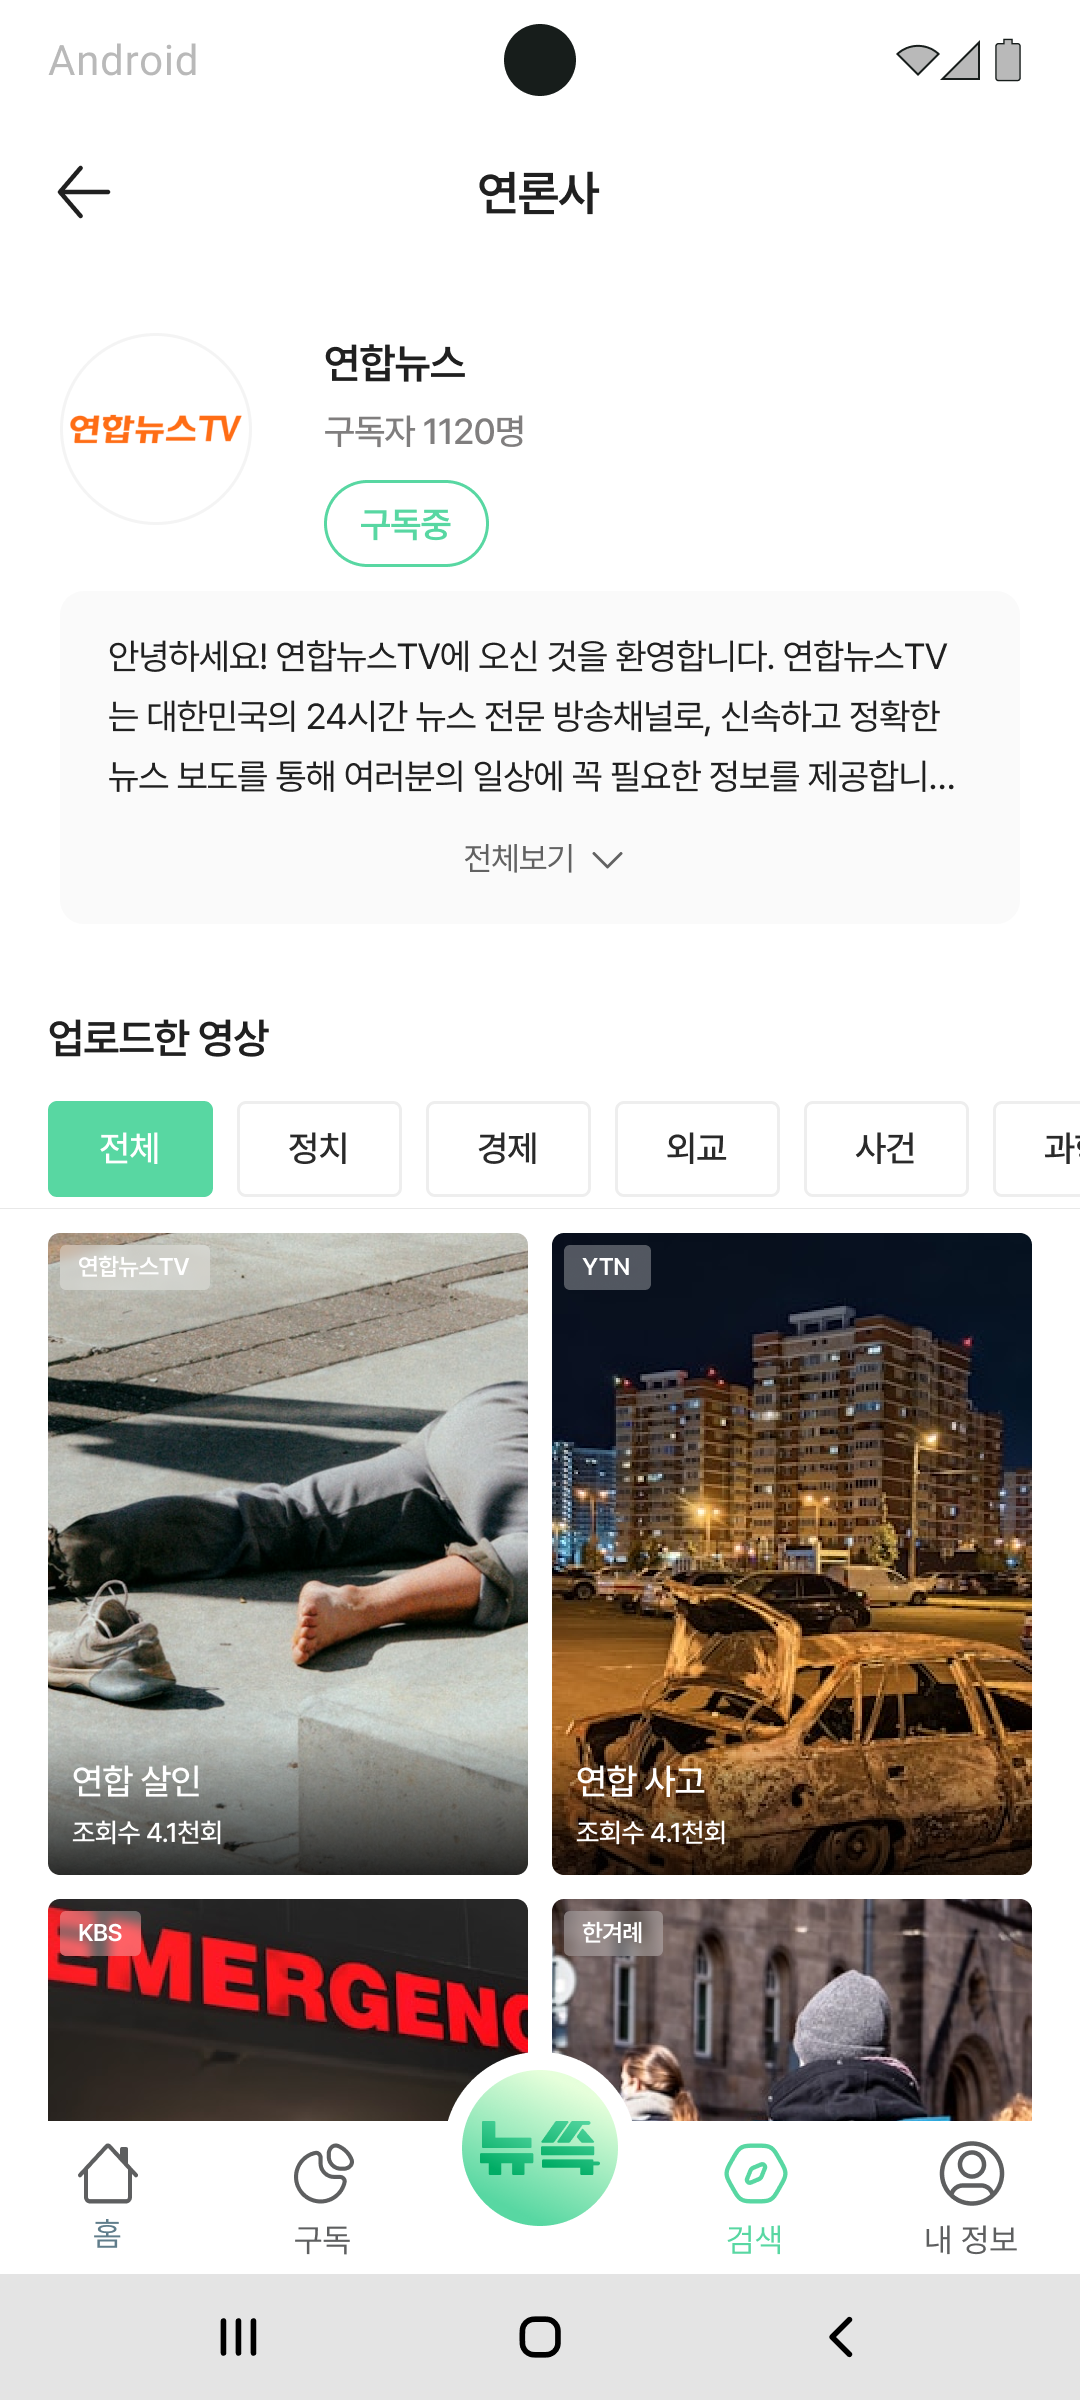 Android
연론사
연합뉴스TV
연합뉴스
구독자 1120명
구독중
안녕하세요! 연합뉴스TV에 오신 것을 환영합니다. 연합뉴스TV
는 대한민국의 24시간 뉴스 전문 방송채널로, 신속하고 정확한
뉴스 보도를 통해 여러분의 일상에 꼭 필요한 정보를 제공합니...
전체보기
업로드한 영상
전체 정치 경제 외교 사건 과학
연합뉴스TV
연합 살인
조회수 4.1천회
YTN
연합 사고
조회수 4.1천회
KBS
EMERGENC
한겨레
홈
구독
뉴쓱
검색
내 정보